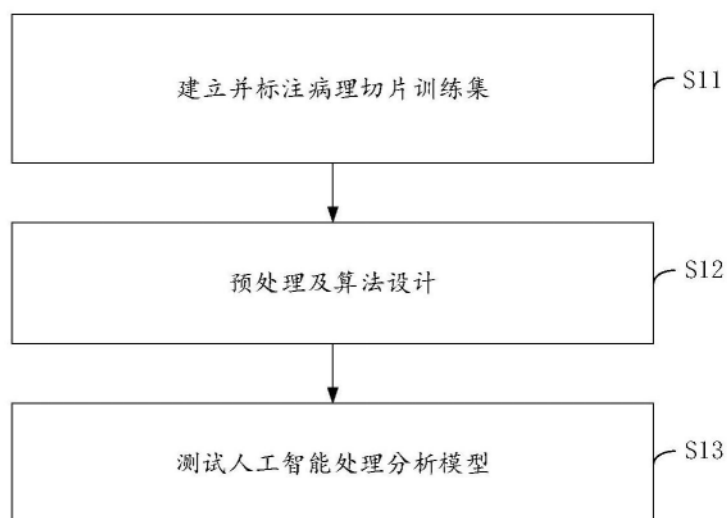 建立并标注病理切片训练集
S11
预处理及算法设计
S12
测试人工智能处理分析模型
S13